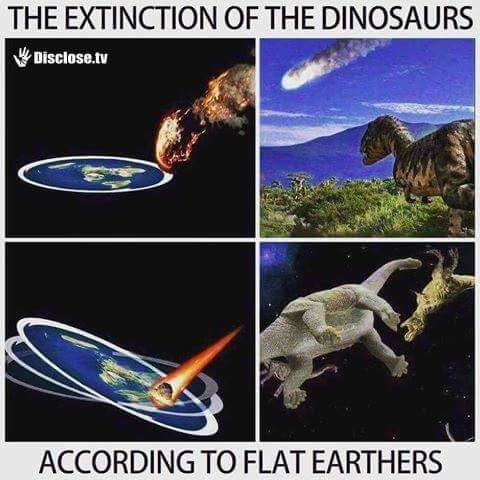 THE EXTINCTION OF THE DINOSAURS
Disclose.tv
ACCORDING TO FLAT EARTHERS